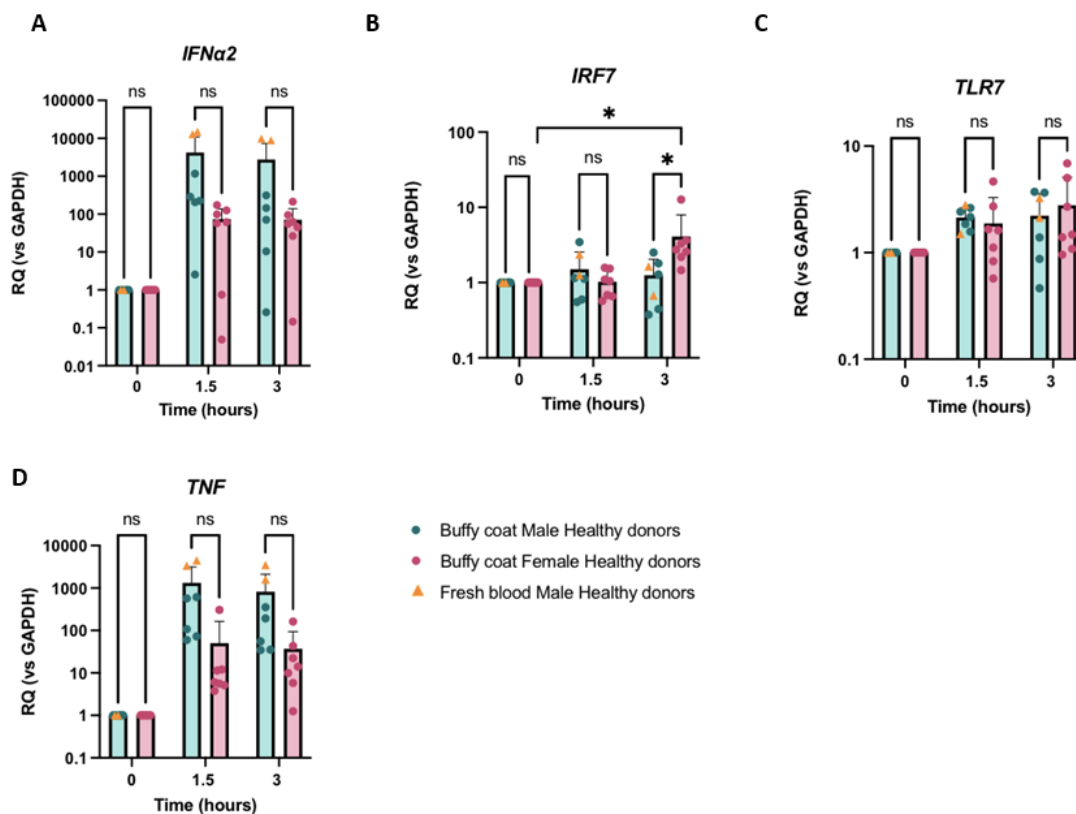 A
IFNα2
ns
ns
ns
100000
10000
1000
100
10
1
0.1
0.01
RQ (vs GAPDH)
0
1.5
3
Time (hours)
B
IRF7
*
ns
ns
*
100
10
1
0.1
RQ (vs GAPDH)
0
1.5
3
Time (hours)
C
TLR7
ns
ns
ns
10
1
0.1
RQ (vs GAPDH)
0
1.5
3
Time (hours)
D
TNF
ns
ns
ns
10000
1000
100
10
1
0.1
RQ (vs GAPDH)
0
1.5
3
Time (hours)
Buffy coat Male Healthy donors
Buffy coat Female Healthy donors
Fresh blood Male Healthy donors